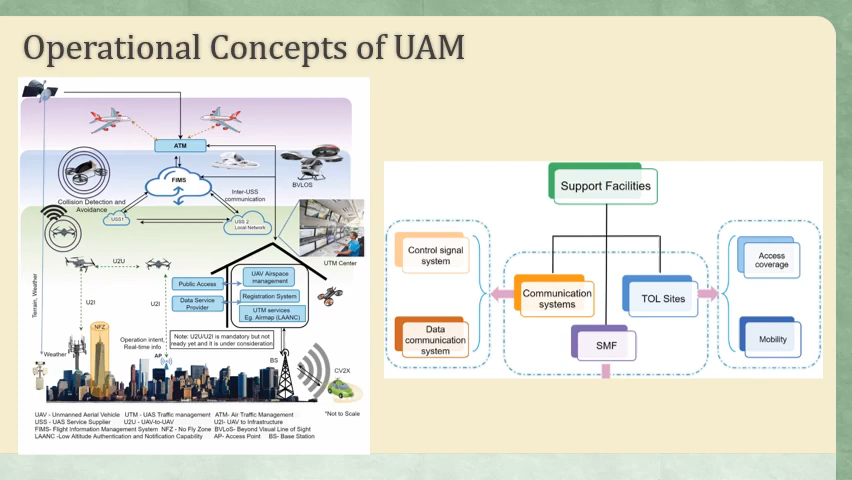 Operational Concepts of UAM
ATM
FIMS
BVLOS
Collision Detection and
Avoidance
Inter-USS
communication
USS1
USS 2
Local Network
UTM Center
U2U
U2I
U2I
Terrain, Weather
Public Access
Data Service
Provider
UAV Airspace
management
Registration System
UTM services
Eg. Airmap (LAANC)
NFZ
Operation intent,
Real-time info
Note: U2U/U2I is mandatory but not
ready yet and it is under consideration
Weather
AP
BS
CV2X
*Not to Scale
UAV - Unmanned Aerial Vehicle UTM - UAS Traffic management ATM- Air Traffic Management
USS - UAS Service Supplier U2U - UAV-to-UAV U2I- UAV to Infrastructure
FIMS- Flight Information Management System NFZ - No Fly Zone BVLoS- Beyond Visual Line of Sight
LAANC -Low Altitude Authentication and Notification Capability AP- Access Point BS- Base Station
Support Facilities
Control signal
system
Data
communication
system
Communication
systems
TOL Sites
SMF
Access
coverage
Mobility